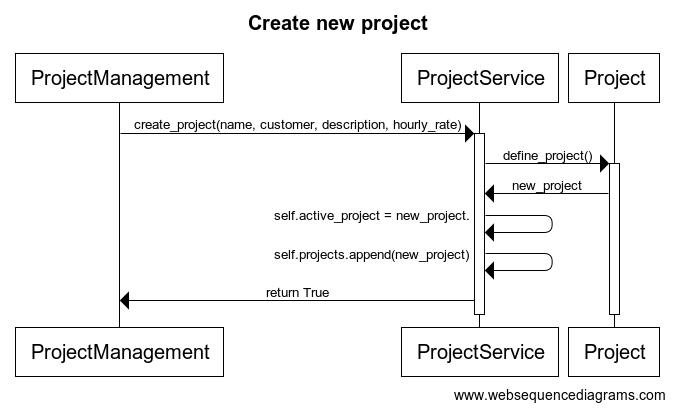 Create new project
ProjectManagement
ProjectService
Project
create_project(name, customer, description, hourly_rate)
define_project()
new_project
self.active_project = new_project.
self.projects.append(new_project)
return True
ProjectManagement
ProjectService
Project
www.websequencediagrams.com